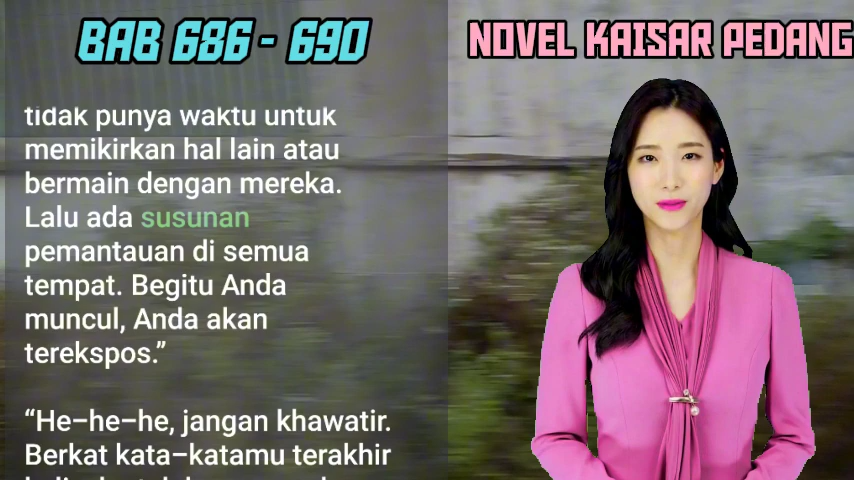 BAB 686 - 690
NOVEL KAISAR PEDANG
tidak punya waktu untuk
memikirkan hal lain atau
bermain dengan mereka.
Lalu ada susunan
pemantauan di semua
tempat. Begitu Anda
muncul, Anda akan
terekspos.”
“He–he–he, jangan khawatir.
Berkat kata–katamu terakhir